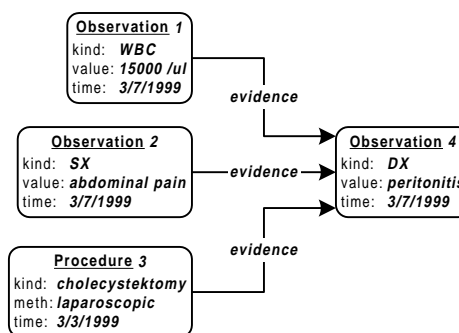 Observation 1
kind: WBC
value: 15000 /ul
time: 3/7/1999
evidence
Observation 2
kind: SX
value: abdominal pain
time: 3/7/1999
evidence
Observation 4
kind: DX
value: peritonitis
time: 3/7/1999
evidence
Procedure 3
kind: cholecystektomy
meth: laparoscopic
time: 3/3/1999